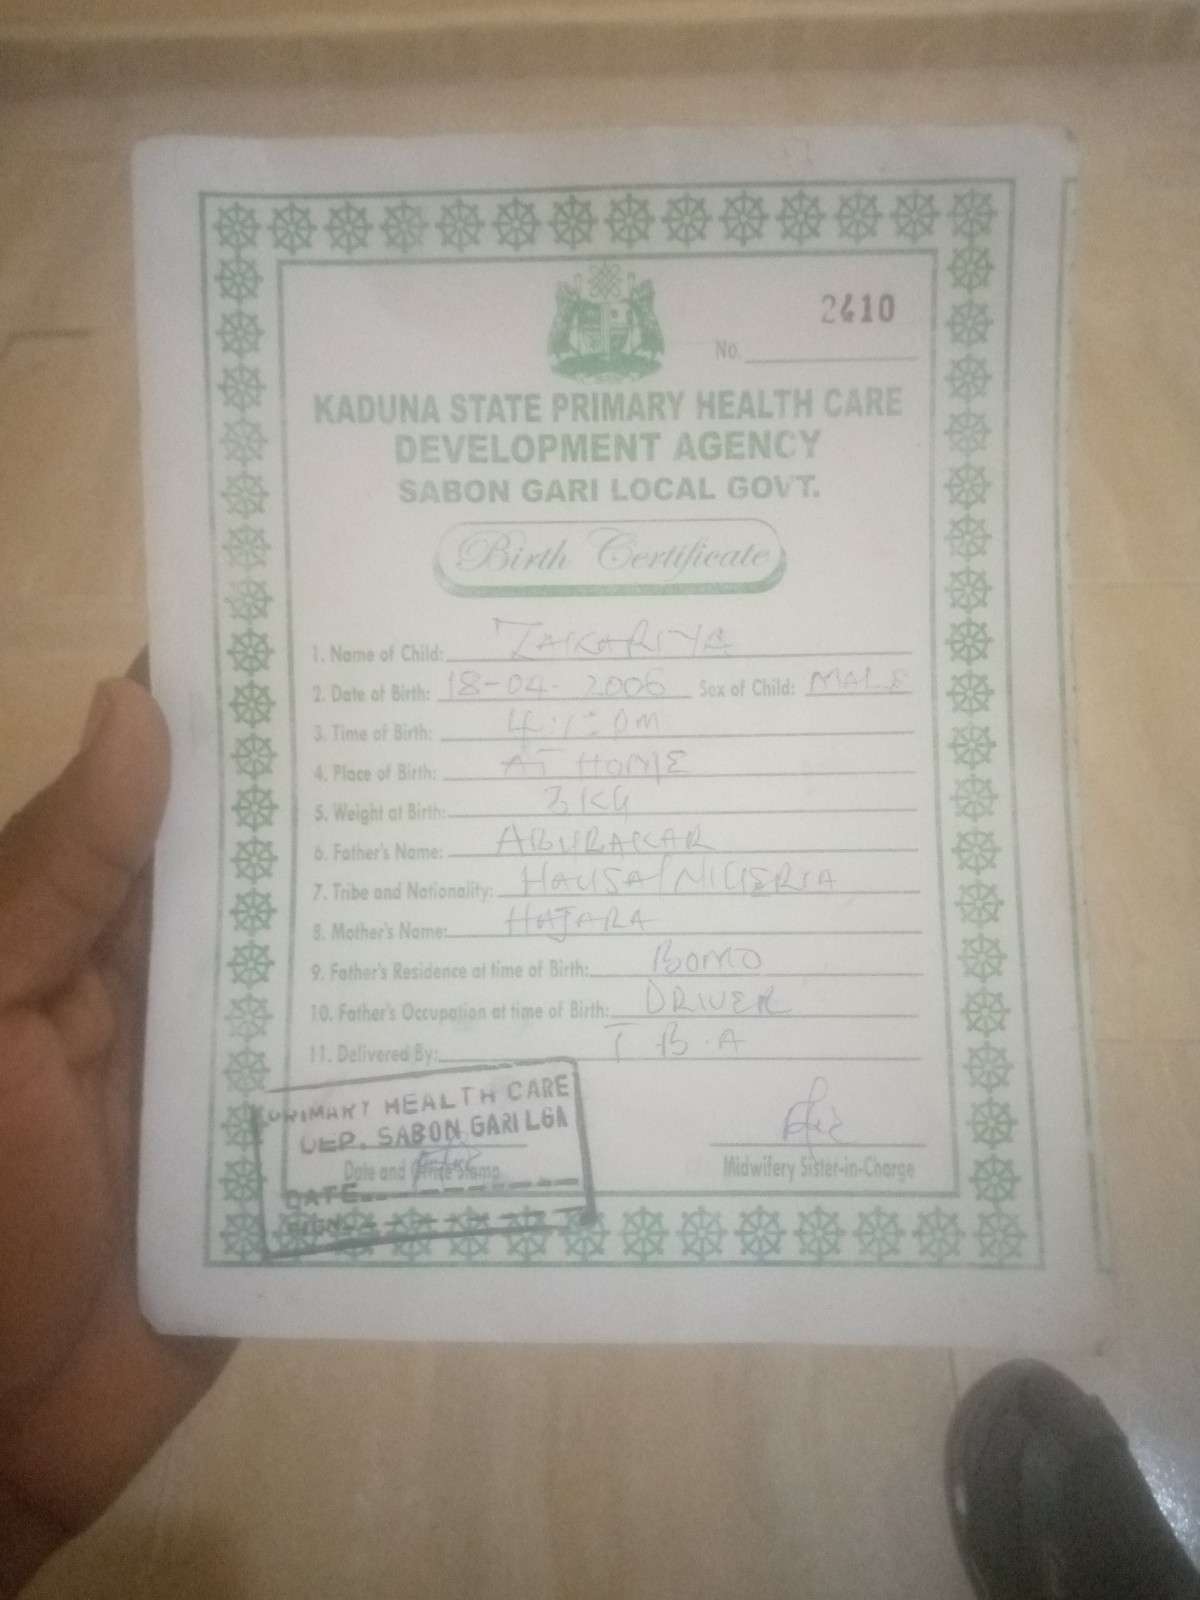 2410
No.
KADUNA STATE PRIMARY HEALTH CARE
DEVELOPMENT AGENCY
SABON GARI LOCAL GOVT.
Birth Certificate
1. Name of Child: ZAKARIYA
2. Date of Birth: 18-04-2006 Sex of Child: MALE
3. Time of Birth: PM
4. Place of Birth: AT HOME
5. Weight at Birth: 3KG
6. Father's Name: ABUBAKAR
7. Tribe and Nationality: HAUSA/NIGERIA
8. Mother's Name: HAJARA
9. Father's Residence at time of Birth: BOMO
10. Father's Occupation at time of Birth: DRIVER
11. Delivered By: T.B.A
PRIMARY HEALTH CARE
DEP. SABON GARI LGA
Date and Office Stamp
DATE
SIGN
Midwifery Sister-in-Charge